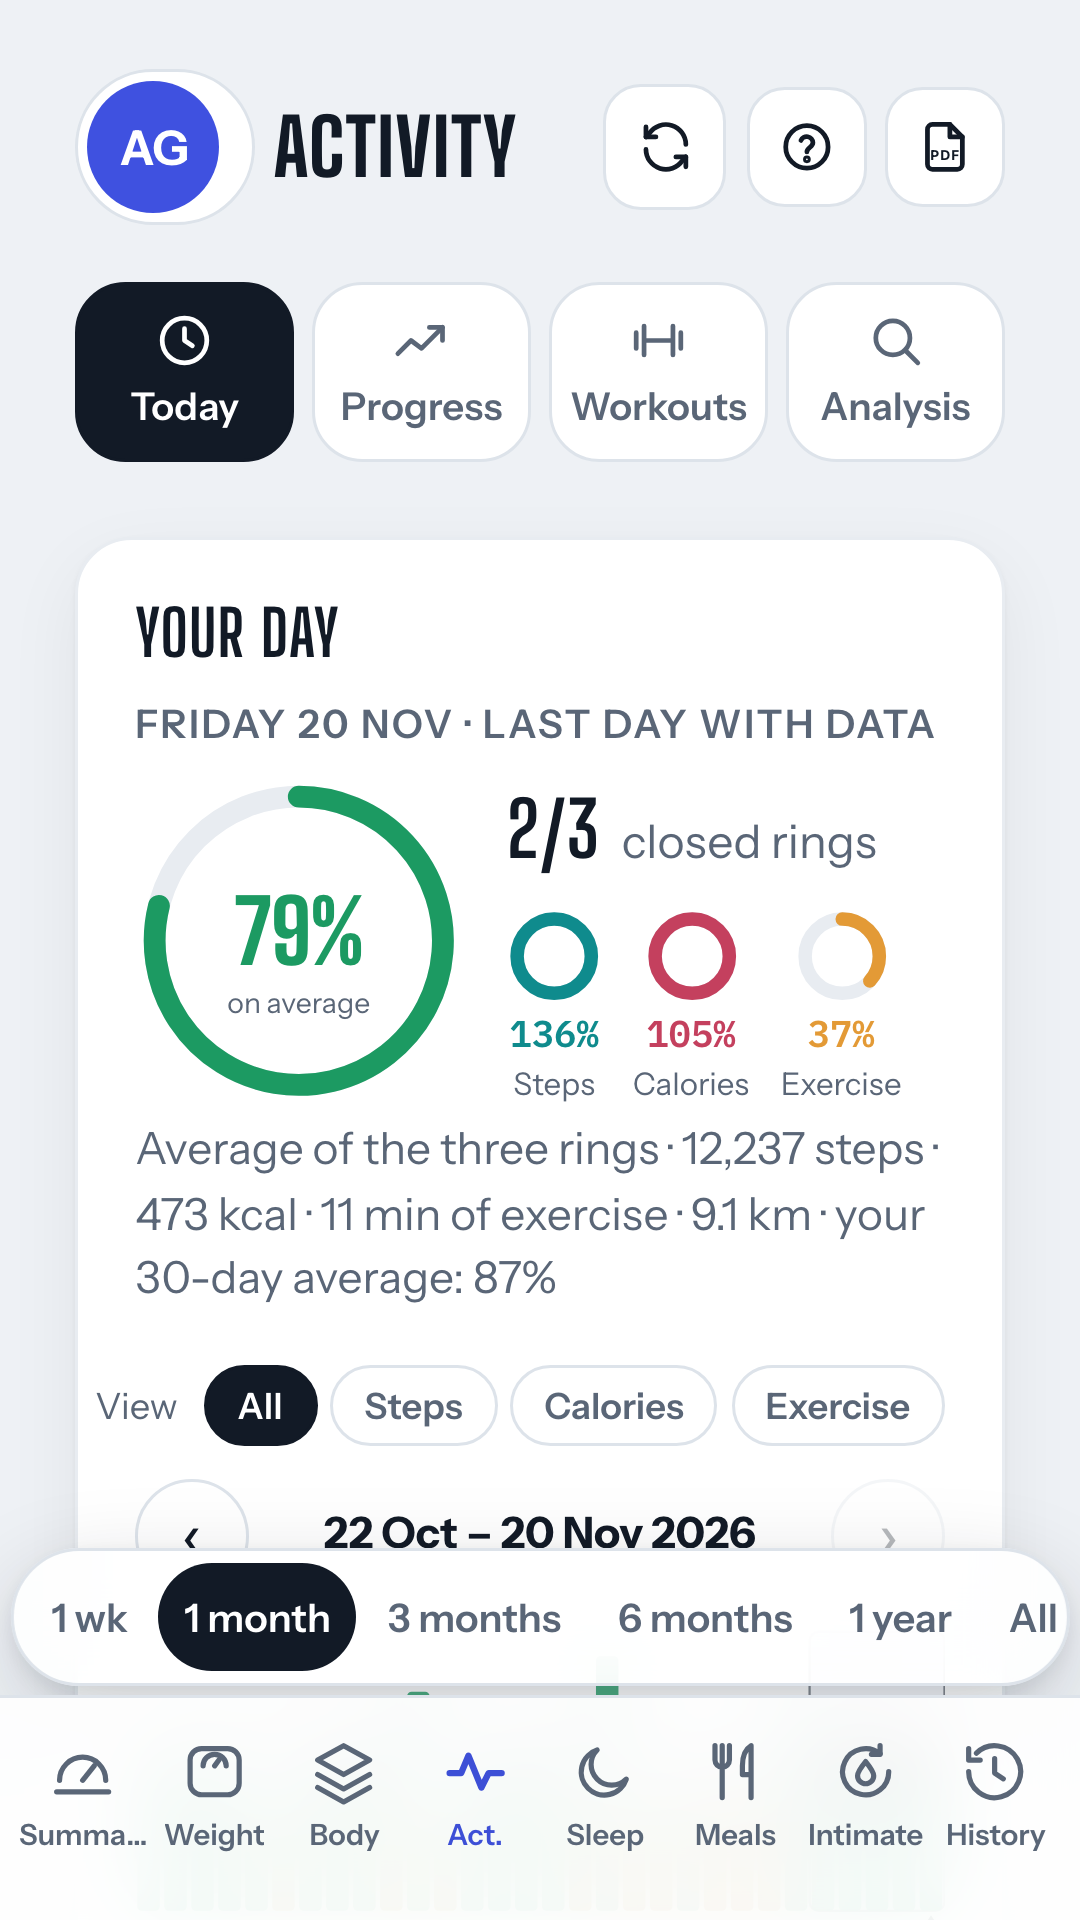 AG
ACTIVITY
PDF
Today
Progress
Workouts
Analysis
YOUR DAY
FRIDAY 20 NOV · LAST DAY WITH DATA
79%
on average
2/3 closed rings
136%
105%
37%
Steps
Calories
Exercise
Average of the three rings · 12,237 steps ·
473 kcal · 11 min of exercise · 9.1 km · your
30-day average: 87%
View
All
Steps
Calories
Exercise
‹
22 Oct – 20 Nov 2026
›
1 wk
1 month
3 months
6 months
1 year
All
Summa...
Weight
Body
Act.
Sleep
Meals
Intimate
History